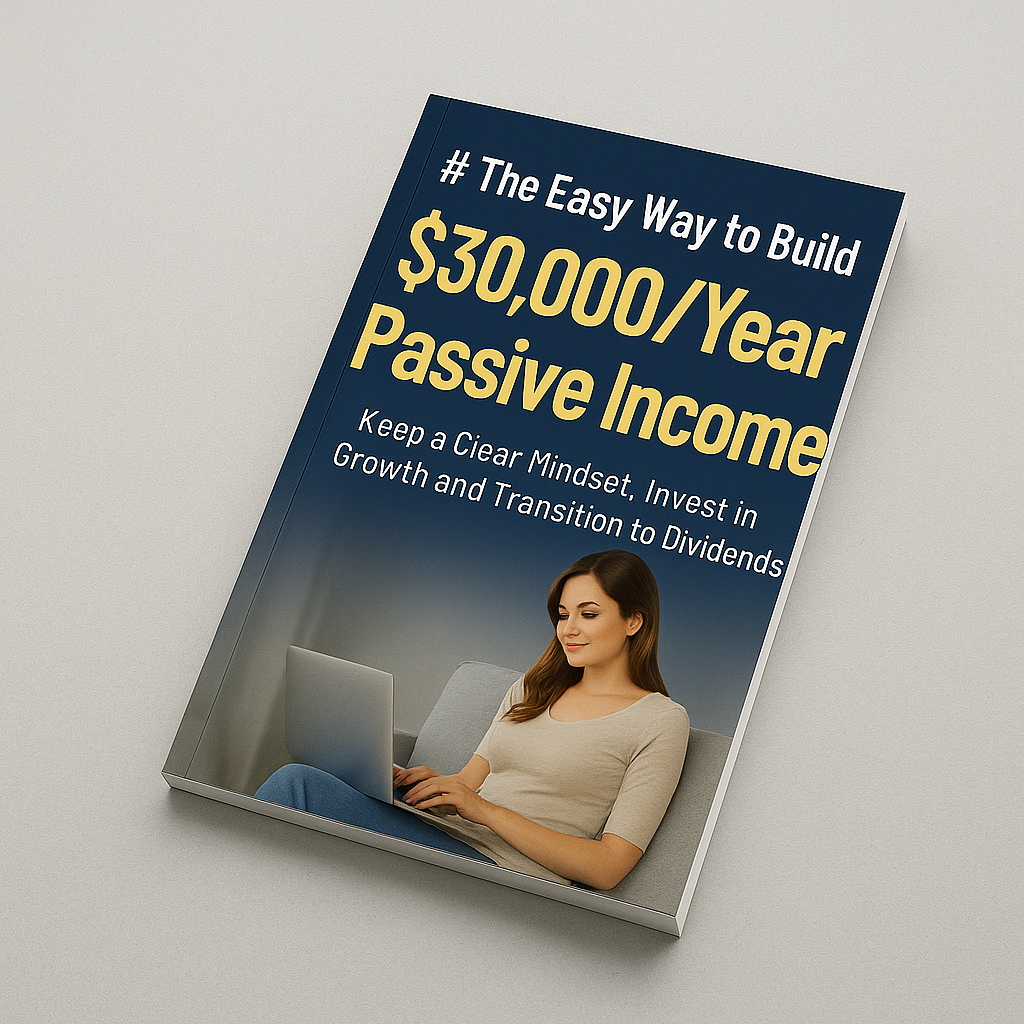 # The Easy Way to Build
$30,000/Year
Passive Income
Keep a Clear Mindset, Invest in
Growth and Transition to Dividends